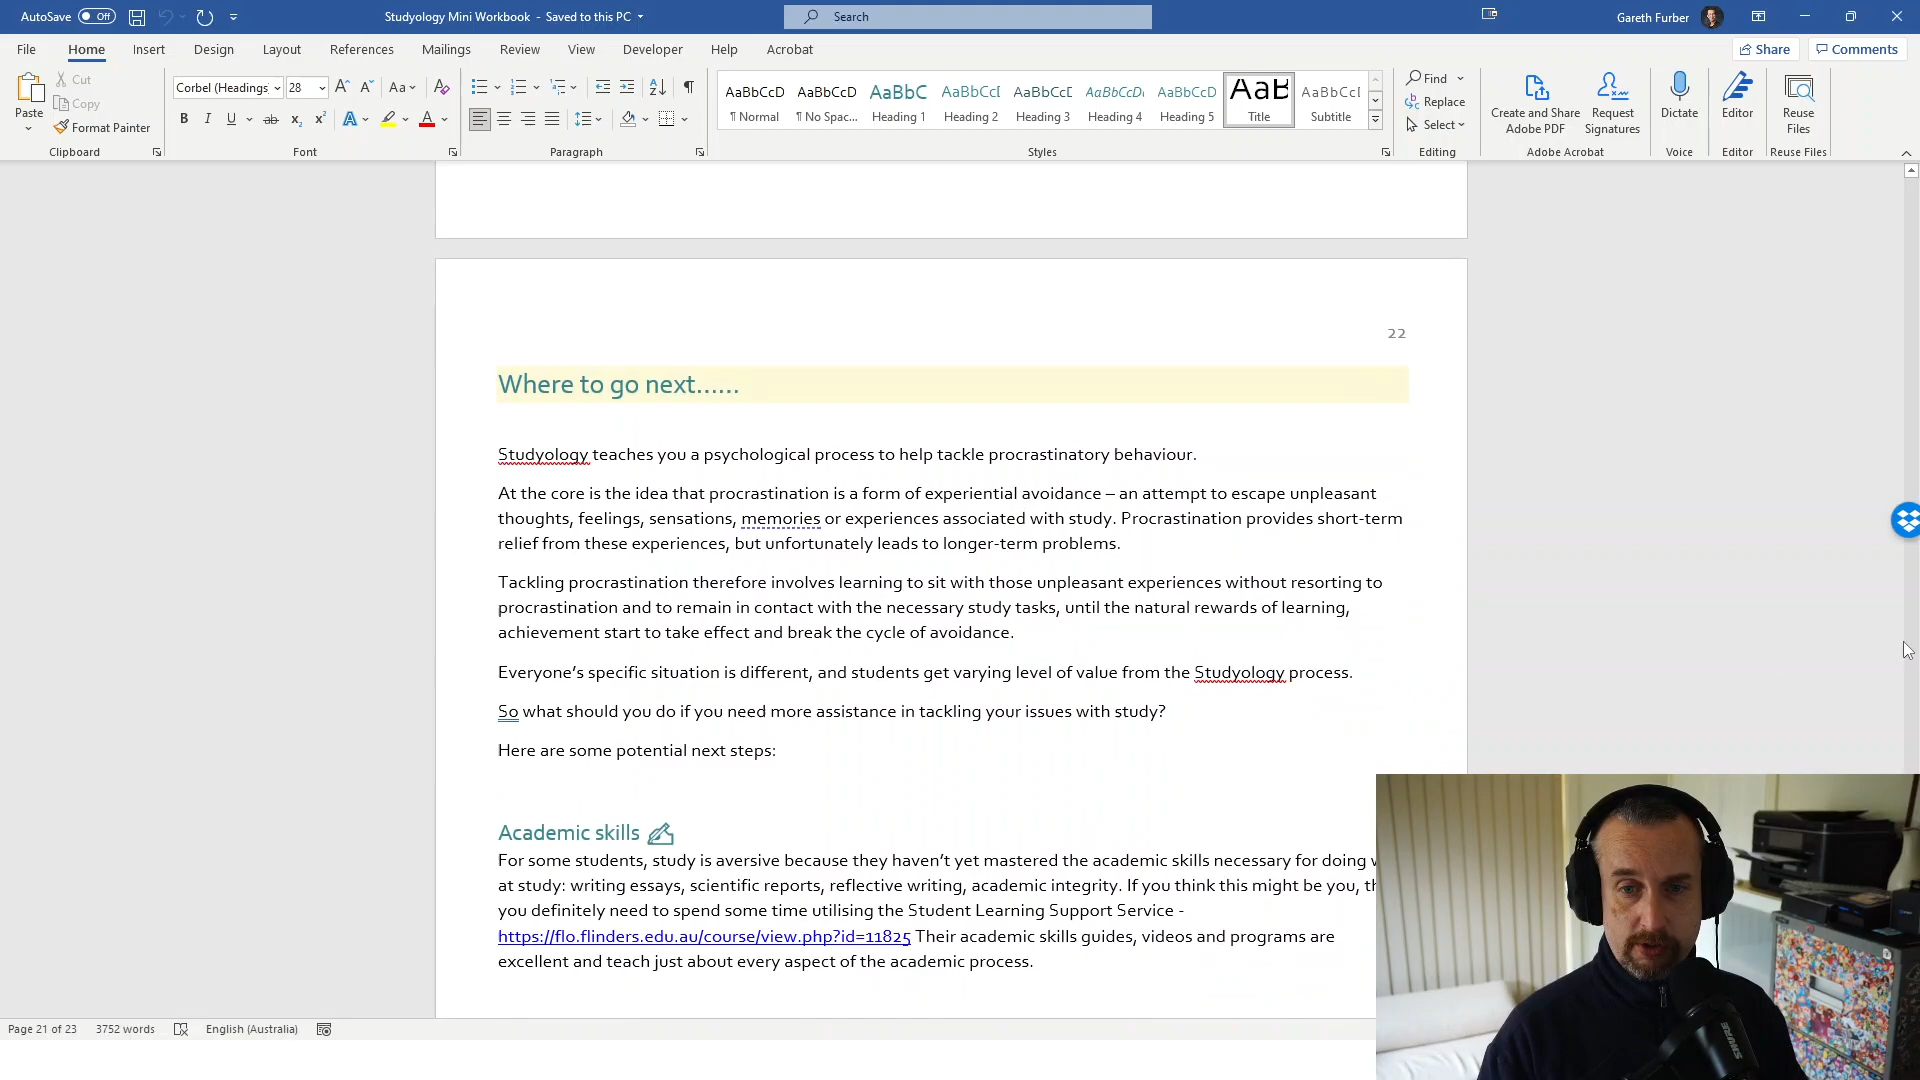 AutoSave Off Studyology Mini Workbook - Saved to this PC Search Gareth Furber
File Home Insert Design Layout References Mailings Review View Developer Help Acrobat Share Comments
Paste
Cut
Copy
Format Painter
Clipboard
Corbel (Headings 28
Font
Paragraph
AaBbCcD AaBbCcD AaBbC AaBbCcI AaBbCcE AaBbCcDı AaBbCcD AaB AaBbCcI
¶ Normal ¶ No Spac... Heading 1 Heading 2 Heading 3 Heading 4 Heading 5 Title Subtitle
Styles
Find
Replace
Select
Editing
Create and Share Adobe PDF
Request Signatures
Adobe Acrobat
Dictate
Voice
Editor
Editor
Reuse Files
Reuse Files
22
Where to go next......
Studyology teaches you a psychological process to help tackle procrastinatory behaviour.
At the core is the idea that procrastination is a form of experiential avoidance – an attempt to escape unpleasant
thoughts, feelings, sensations, memories or experiences associated with study. Procrastination provides short-term
relief from these experiences, but unfortunately leads to longer-term problems.
Tackling procrastination therefore involves learning to sit with those unpleasant experiences without resorting to
procrastination and to remain in contact with the necessary study tasks, until the natural rewards of learning,
achievement start to take effect and break the cycle of avoidance.
Everyone's specific situation is different, and students get varying level of value from the Studyology process.
So what should you do if you need more assistance in tackling your issues with study?
Here are some potential next steps:
Academic skills
For some students, study is aversive because they haven't yet mastered the academic skills necessary for doing
at study: writing essays, scientific reports, reflective writing, academic integrity. If you think this might be you,
you definitely need to spend some time utilising the Student Learning Support Service -
https://flo.flinders.edu.au/course/view.php?id=11825 Their academic skills guides, videos and programs are
excellent and teach just about every aspect of the academic process.
SHURE
Page 21 of 23 3752 words English (Australia)